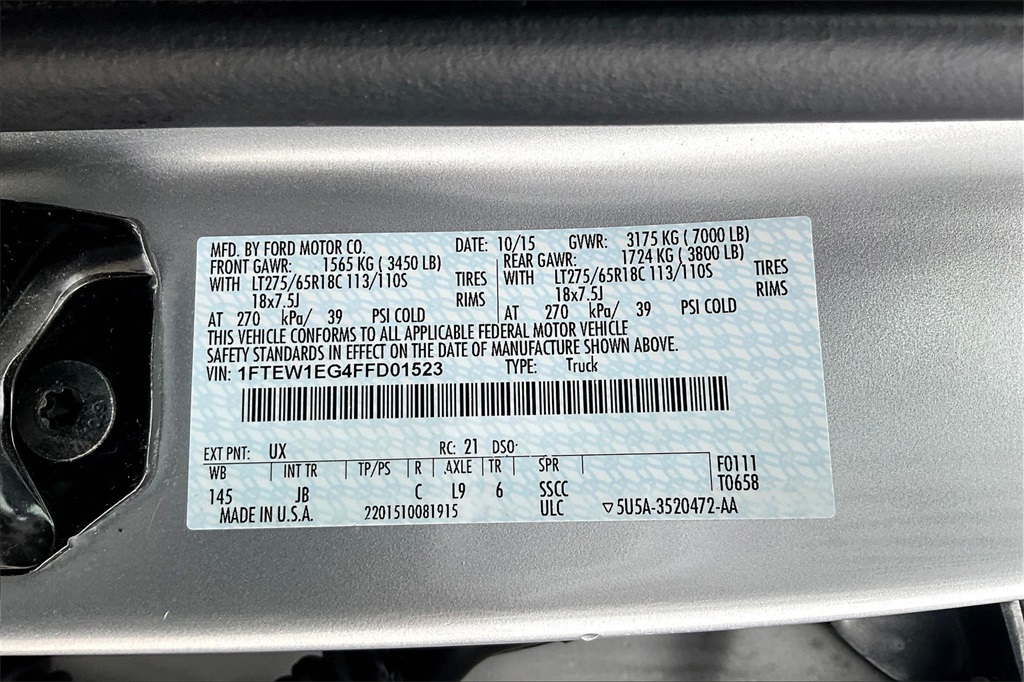 MFD. BY FORD MOTOR CO. DATE: 10/15 GVWR: 3175 KG ( 7000 LB)
FRONT GAWR: 1565 KG ( 3450 LB) REAR GAWR: 1724 KG ( 3800 LB)
WITH LT275/65R18C 113/110S TIRES WITH LT275/65R18C 113/110S TIRES
18x7.5J RIMS 18x7.5J RIMS
AT 270 kPa/ 39 PSI COLD AT 270 kPa/ 39 PSI COLD
THIS VEHICLE CONFORMS TO ALL APPLICABLE FEDERAL MOTOR VEHICLE
SAFETY STANDARDS IN EFFECT ON THE DATE OF MANUFACTURE SHOWN ABOVE.
VIN: 1FTEW1EG4FFD01523 TYPE: Truck
EXT PNT: UX RC: 21 DSO:
WB INT TR TP/PS R AXLE TR SPR F0111
145 JB C L9 6 SSCC T0658
MADE IN U.S.A. 2201510081915 ULC ▽5U5A-3520472-AA